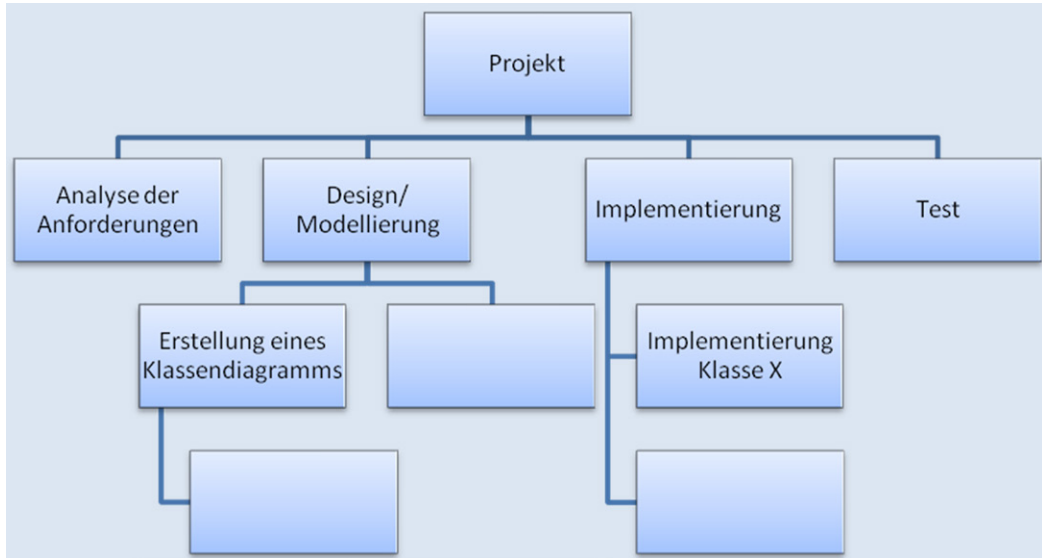 Projekt
Analyse der
Anforderungen
Design/
Modellierung
Implementierung
Test
Erstellung eines
Klassendiagramms
Implementierung
Klasse X